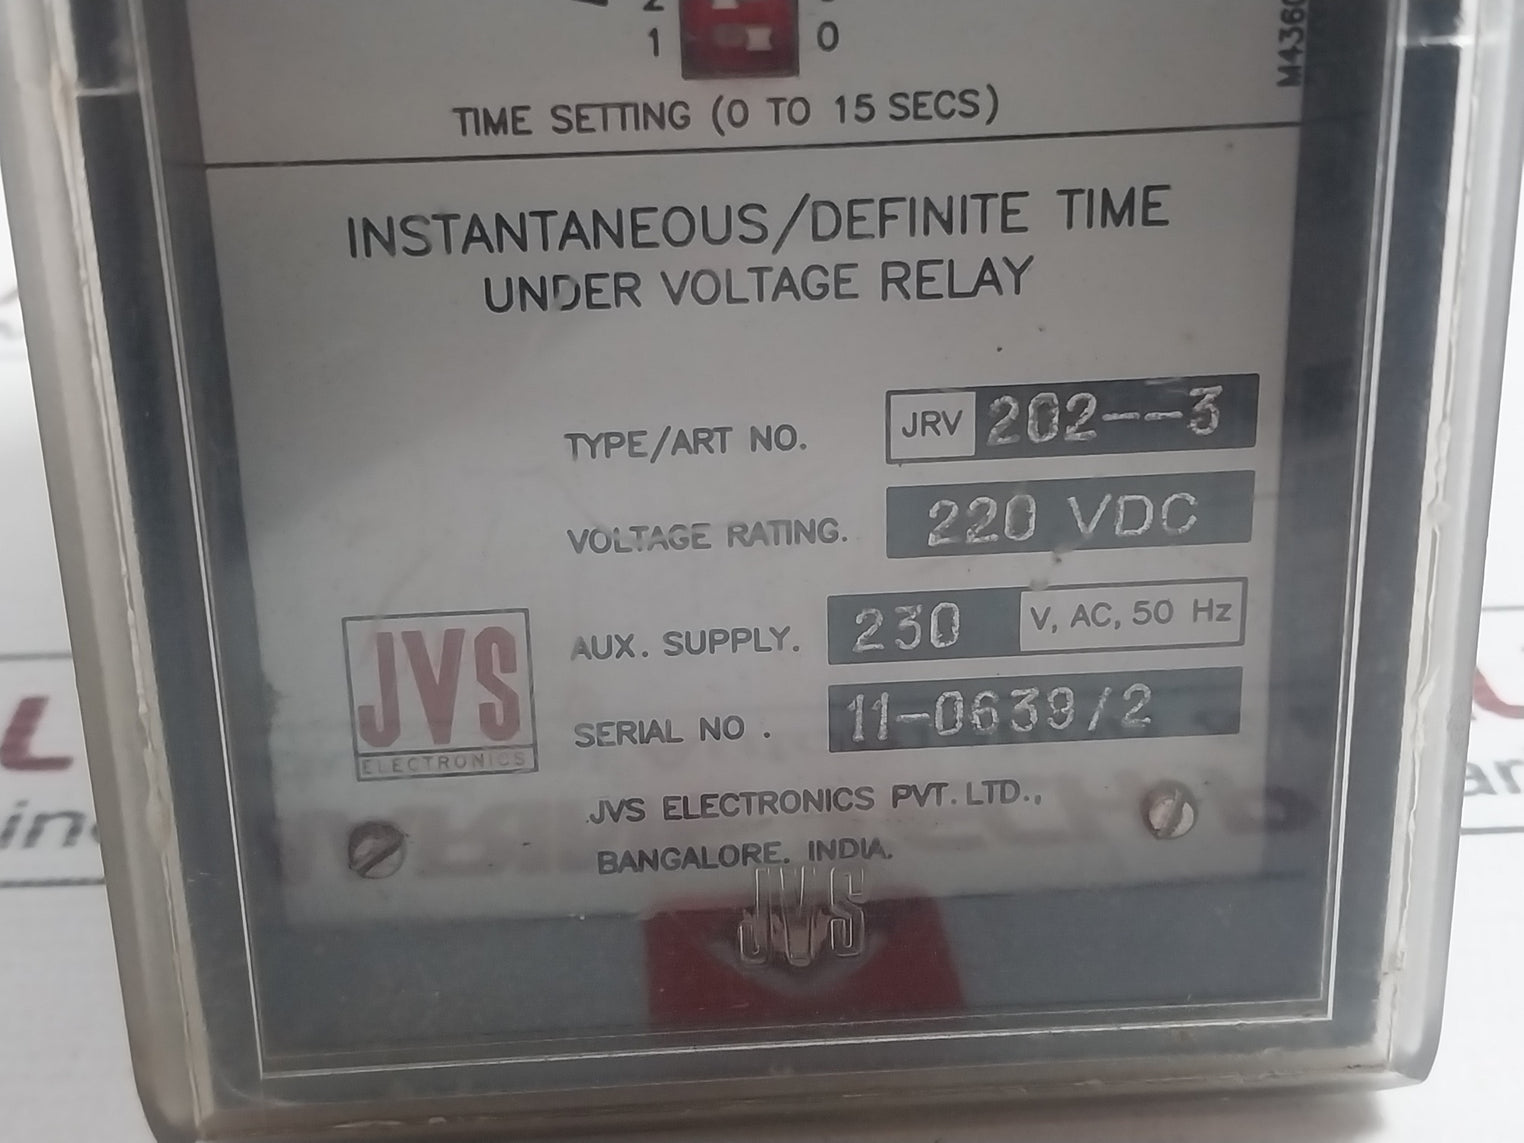 2
1 0
M436
TIME SETTING (0 TO 15 SECS)
INSTANTANEOUS/DEFINITE TIME
UNDER VOLTAGE RELAY
TYPE/ART NO. JRV 202--3
VOLTAGE RATING. 220 VDC
AUX. SUPPLY. 230 V, AC, 50 Hz
SERIAL NO . 11-0639/2
JVS
ELECTRONICS
JVS ELECTRONICS PVT. LTD.,
BANGALORE. INDIA.
JVS